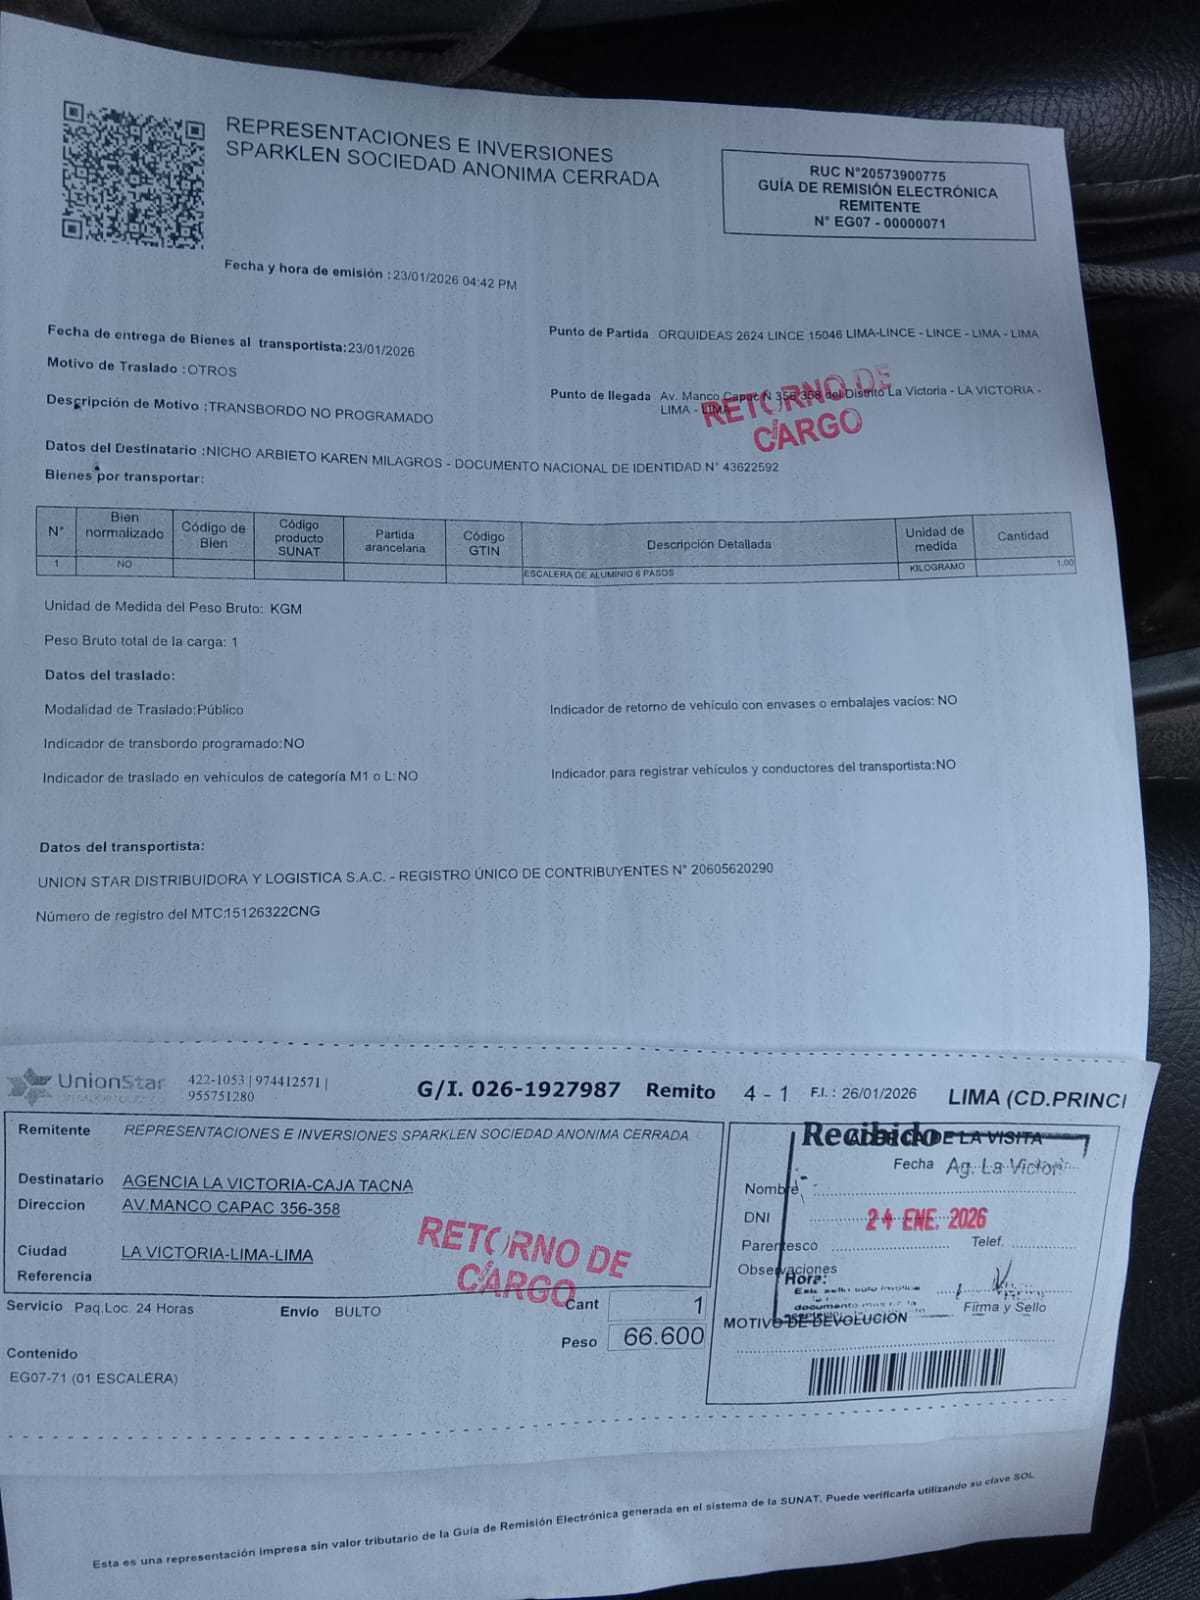 REPRESENTACIONES E INVERSIONES
SPARKLEN SOCIEDAD ANONIMA CERRADA
RUC N°20573900775
GUÍA DE REMISIÓN ELECTRÓNICA
REMITENTE
N° EG07 - 00000071
Fecha y hora de emisión : 23/01/2026 04:42 PM
Fecha de entrega de Bienes al transportista:23/01/2026
Punto de Partida ORQUIDEAS 2624 LINCE 15046 LIMA-LINCE - LINCE - LIMA - LIMA
Motivo de Traslado :OTROS
Punto de llegada Av. Manco Capac N 356 358 del Distrito La Victoria - LA VICTORIA -
LIMA - LIMA
RETORNO DE
CARGO
Descripción de Motivo :TRANSBORDO NO PROGRAMADO
Datos del Destinatario :NICHO ARBIETO KAREN MILAGROS - DOCUMENTO NACIONAL DE IDENTIDAD N° 43622592
Bienes por transportar:
N° Bien normalizado Código de Bien Código producto SUNAT Partida arancelaria Código GTIN Descripción Detallada Unidad de medida Cantidad
1 NO ESCALERA DE ALUMINIO 6 PASOS KILOGRAMO 1.00
Unidad de Medida del Peso Bruto: KGM
Peso Bruto total de la carga: 1
Datos del traslado:
Modalidad de Traslado:Público
Indicador de retorno de vehículo con envases o embalajes vacíos: NO
Indicador de transbordo programado:NO
Indicador de traslado en vehículos de categoría M1 o L: NO
Indicador para registrar vehículos y conductores del transportista:NO
Datos del transportista:
UNION STAR DISTRIBUIDORA Y LOGISTICA S.A.C. - REGISTRO ÚNICO DE CONTRIBUYENTES N° 20605620290
Número de registro del MTC:15126322CNG
UnionStar
422-1053 | 974412571 |
955751280
G/I. 026-1927987 Remito 4 - 1 F.I. : 26/01/2026 LIMA (CD.PRINCI
Remitente REPRESENTACIONES E INVERSIONES SPARKLEN SOCIEDAD ANONIMA CERRADA
Destinatario AGENCIA LA VICTORIA-CAJA TACNA
Direccion AV.MANCO CAPAC 356-358
Ciudad LA VICTORIA-LIMA-LIMA
Referencia
RETORNO DE
CARGO
Servicio Paq.Loc. 24 Horas Envío BULTO Cant 1
Peso 66.600
Contenido
EG07-71 (01 ESCALERA)
Recibido
DE LA VISITA
Fecha Ag. La Victoria
Nombre
DNI 24 ENE. 2026
Parentesco Telef.
Observaciones
Hora:
Firma y Sello
MOTIVO DE DEVOLUCIÓN
Esta es una representación impresa sin valor tributario de la Guía de Remisión Electrónica generada en el sistema de la SUNAT. Puede verificarla utilizando su clave SOL